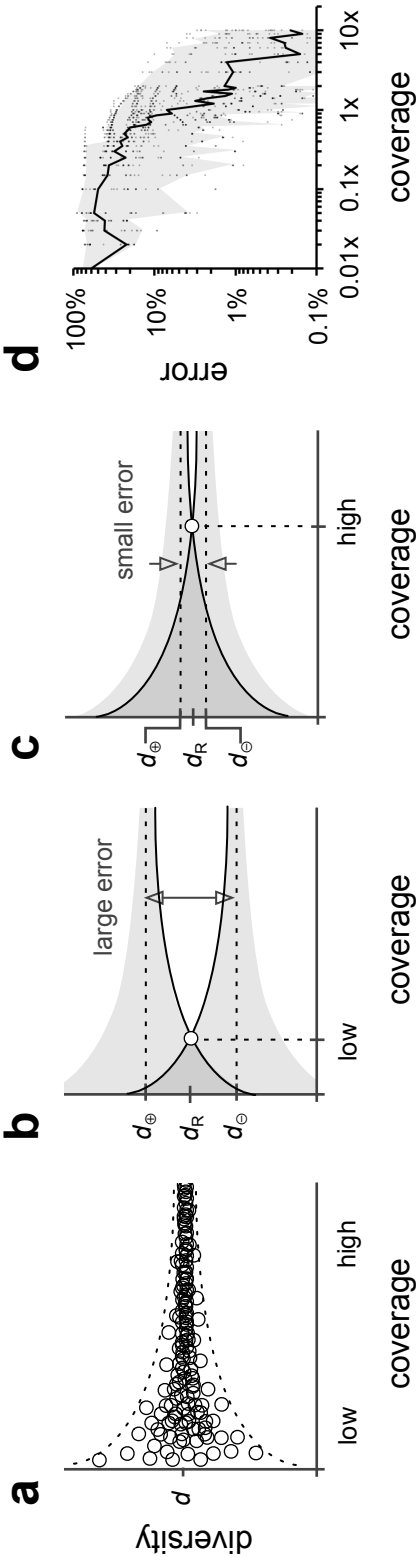 a
diversity
d
low
high
coverage
b
large error
d⊕
dR
d⊖
low
coverage
c
small error
d⊕
dR
d⊖
high
coverage
d
error
100%
10%
1%
0.1%
0.01x
0.1x
1x
10x
coverage